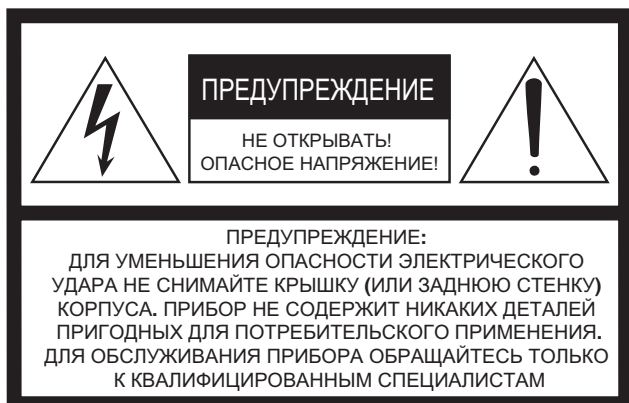 ПРЕДУПРЕЖДЕНИЕ
НЕ ОТКРЫВАТЬ!
ОПАСНОЕ НАПРЯЖЕНИЕ!
ПРЕДУПРЕЖДЕНИЕ:
ДЛЯ УМЕНЬШЕНИЯ ОПАСНОСТИ ЭЛЕКТРИЧЕСКОГО
УДАРА НЕ СНИМАЙТЕ КРЫШКУ (ИЛИ ЗАДНЮЮ СТЕНКУ)
КОРПУСА. ПРИБОР НЕ СОДЕРЖИТ НИКАКИХ ДЕТАЛЕЙ
ПРИГОДНЫХ ДЛЯ ПОТРЕБИТЕЛЬСКОГО ПРИМЕНЕНИЯ.
ДЛЯ ОБСЛУЖИВАНИЯ ПРИБОРА ОБРАЩАЙТЕСЬ ТОЛЬКО
К КВАЛИФИЦИРОВАННЫМ СПЕЦИАЛИСТАМ